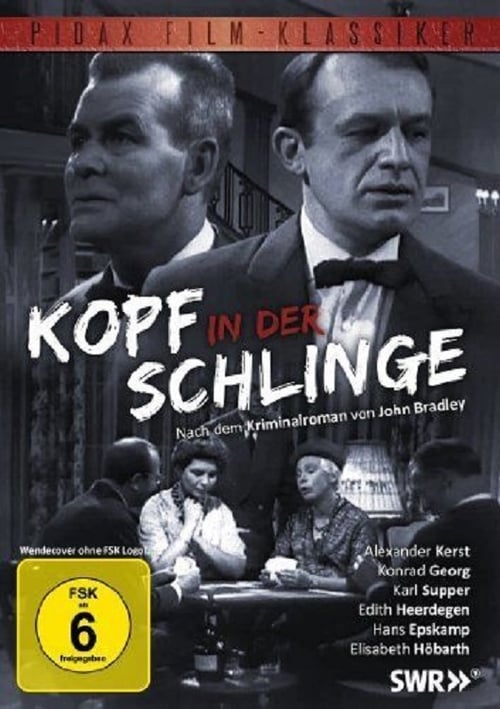 PIDAX FILM-KLASSIKER
KOPF IN DER
SCHLINGE
Nach dem Kriminalroman von John Bradley
Wendecover ohne FSK Logo!
FSK
ab
6
freigegeben
Alexander Kerst
Konrad Georg
Karl Supper
Edith Heerdegen
Hans Epskamp
Elisabeth Höbarth
SWR»